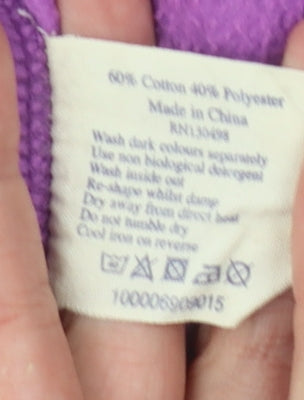 60% Cotton 40% Polyester
Made in China
RN130498
Wash dark colours separately
Use non biological detergent
Wash inside out
Re-shape whilst damp
Dry away from direct heat
Do not tumble dry
Cool iron on reverse
100006909015